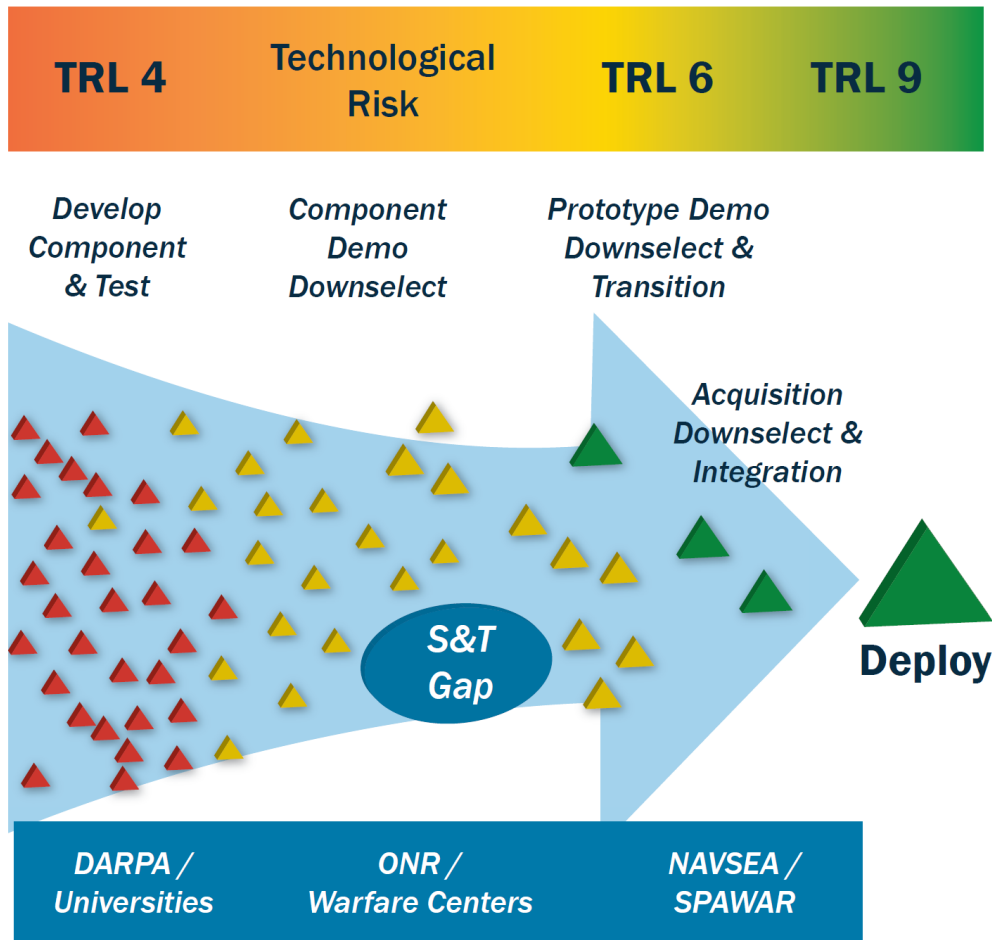 TRL 4
Technological
Risk
TRL 6
TRL 9
Develop
Component
& Test
Component
Demo
Downselect
Prototype Demo
Downselect &
Transition
Acquisition
Downselect &
Integration
S&T
Gap
Deploy
DARPA /
Universities
ONR /
Warfare Centers
NAVSEA /
SPAWAR